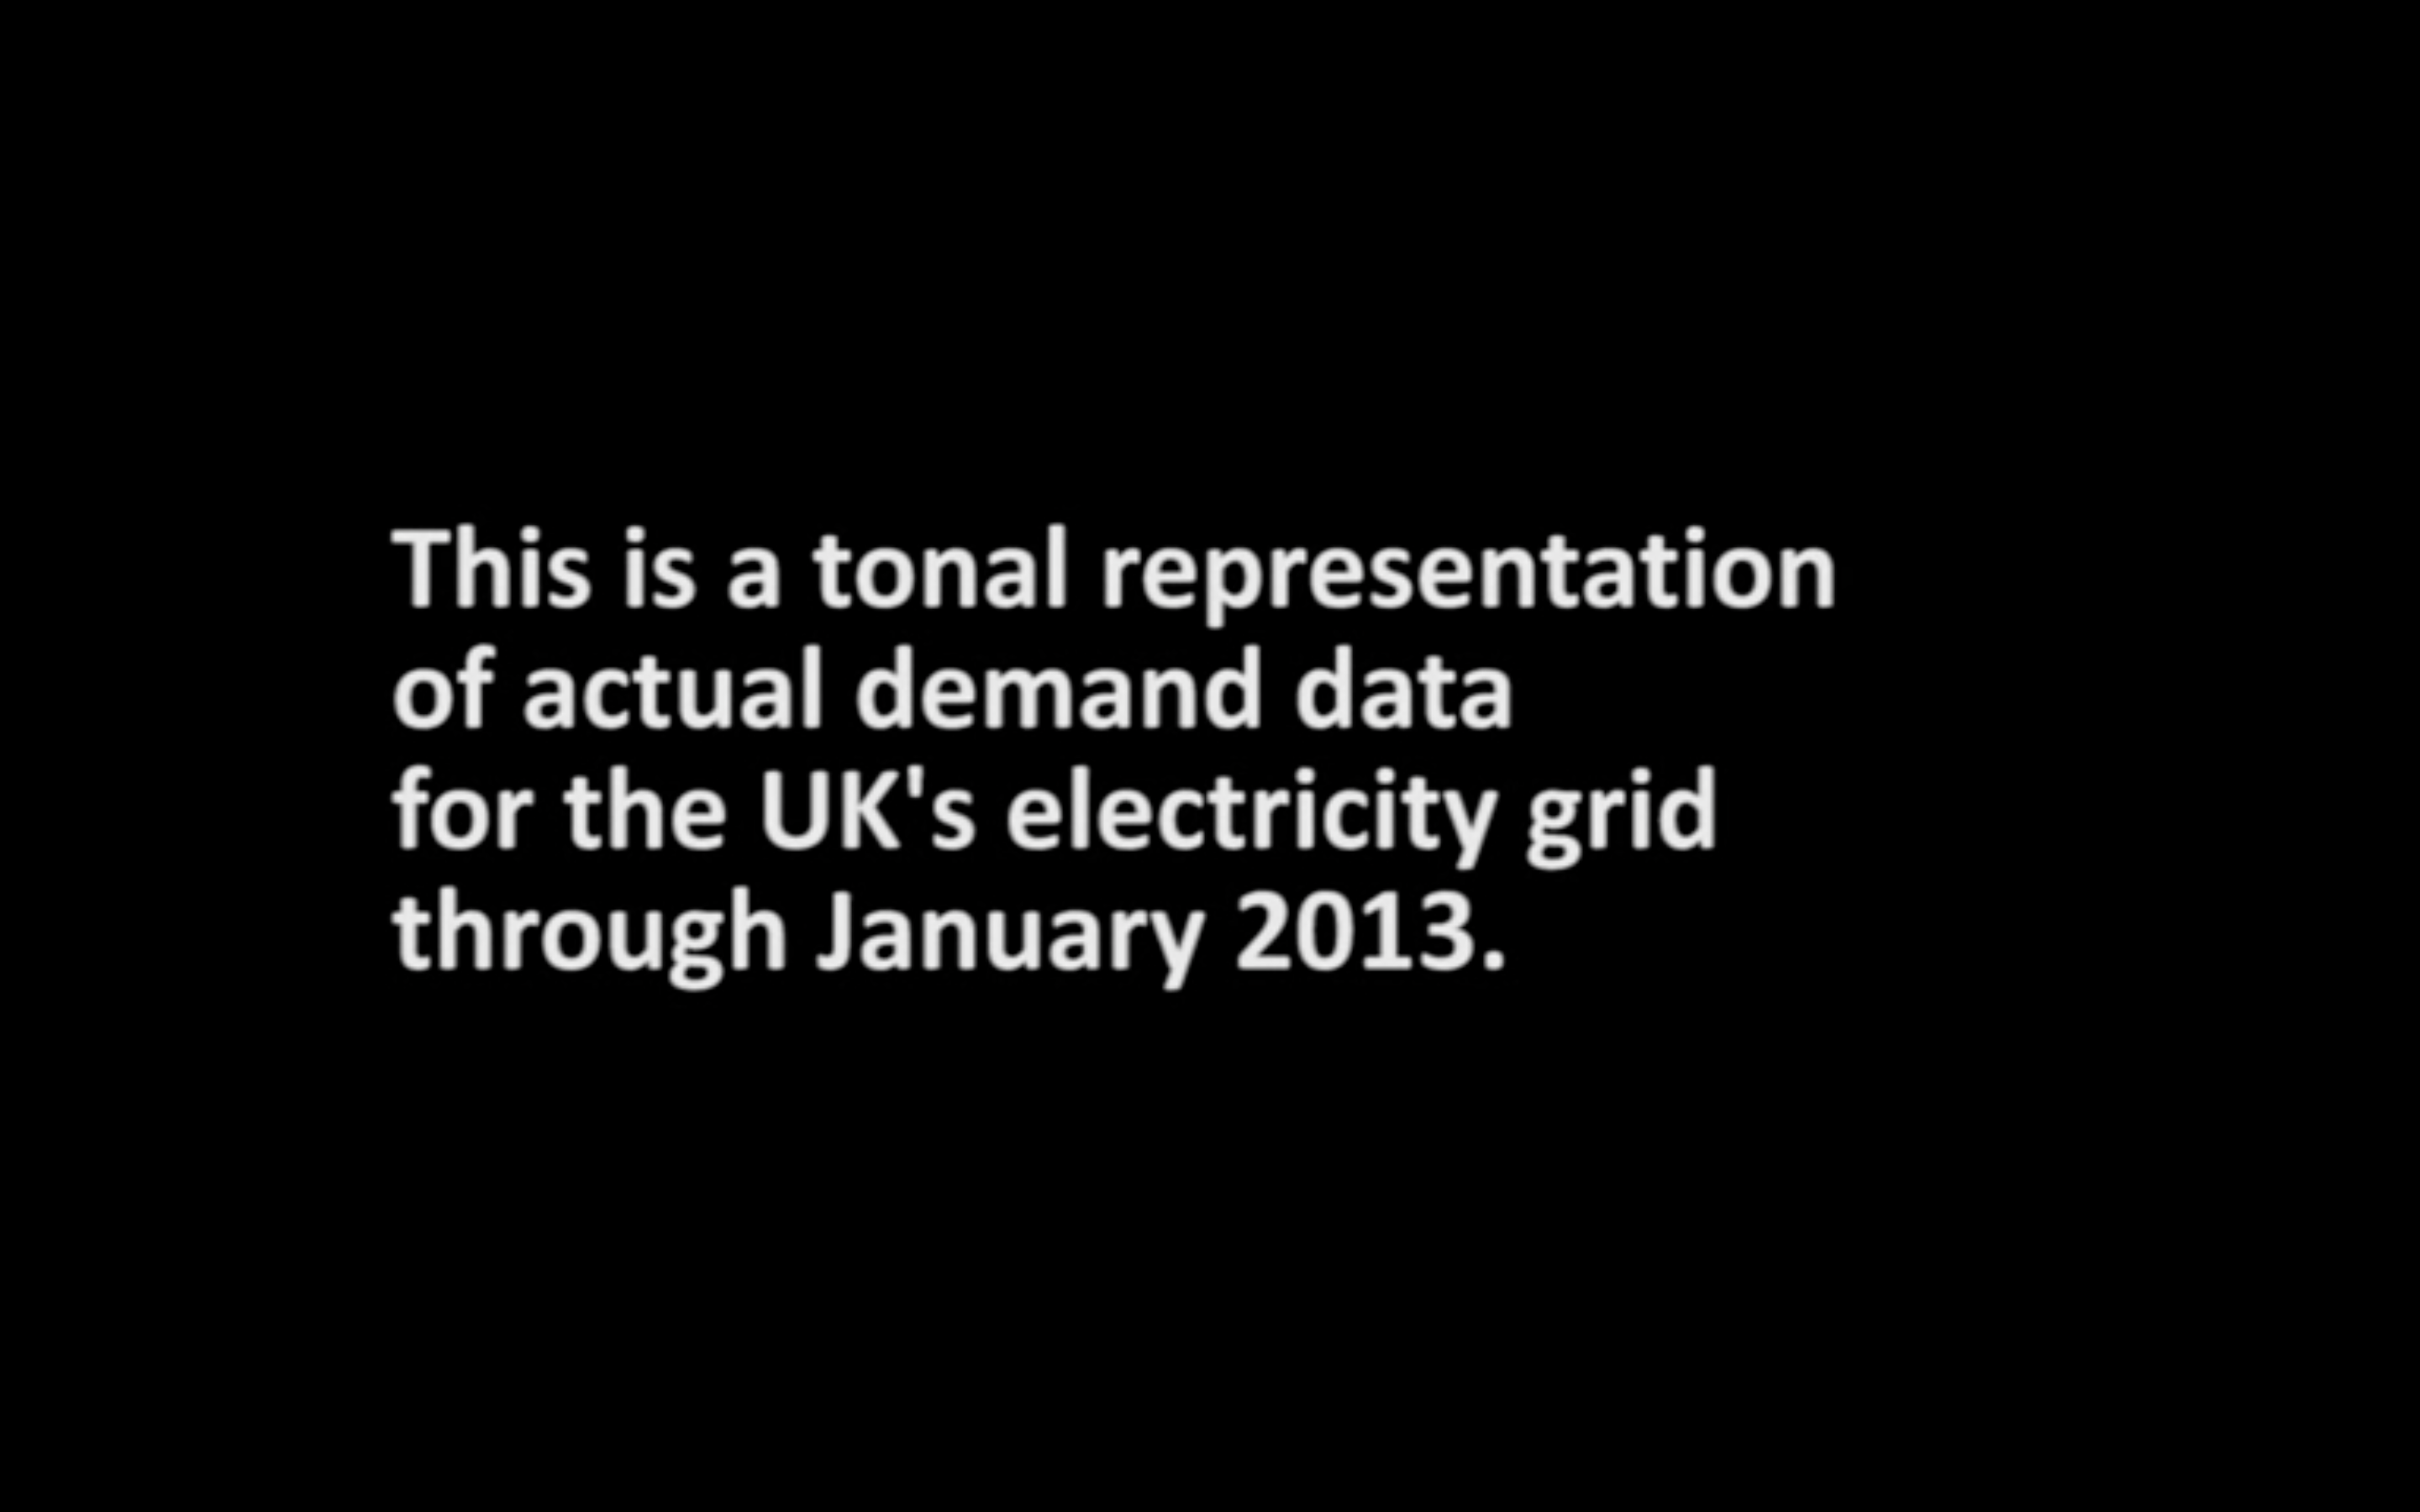 This is a tonal representation
of actual demand data
for the UK's electricity grid
through January 2013.